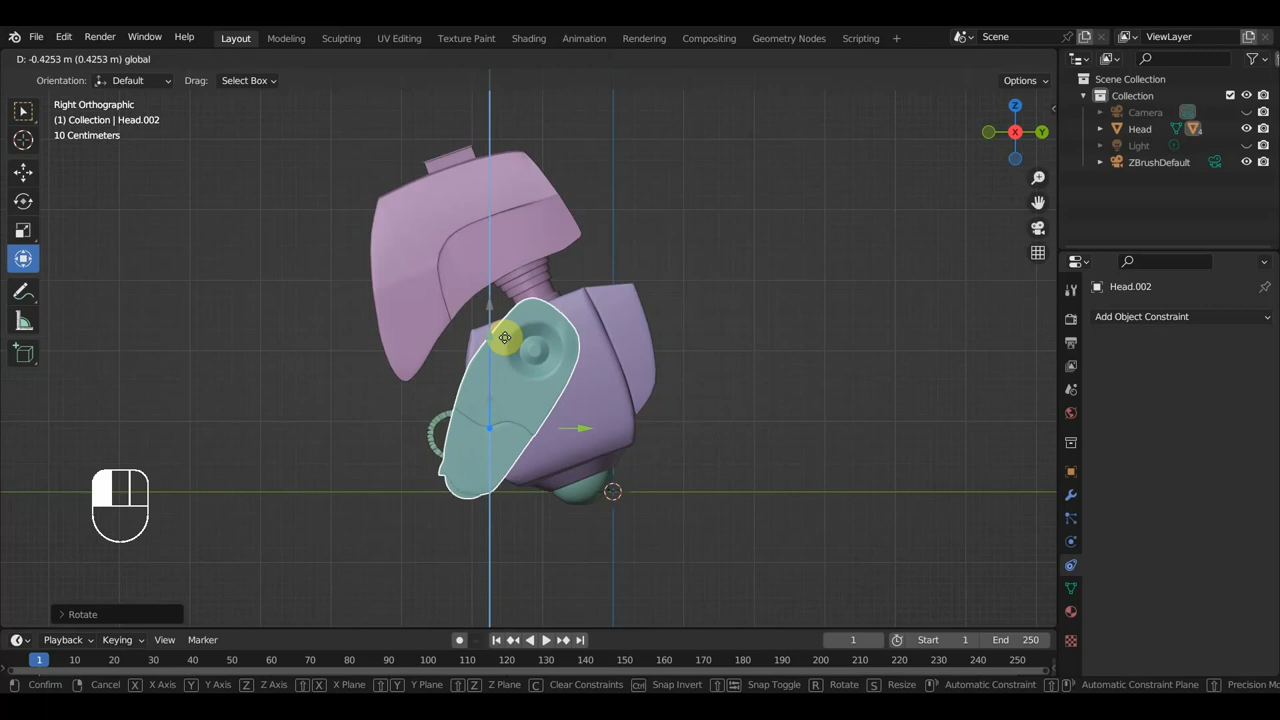 File Edit Render Window Help
Layout Modeling Sculpting UV Editing Texture Paint Shading Animation Rendering Compositing Geometry Nodes Scripting +
Scene
ViewLayer
D: -0.4253 m (0.4253 m) global
Orientation: Default Drag: Select Box
Options
Right Orthographic
(1) Collection | Head.002
10 Centimeters
Z
Y
X
Scene Collection
Collection
Camera
Head
Light
ZBrushDefault
Head.002
Add Object Constraint
Rotate
Playback Keying View Marker
1
Start 1
End 250
1 10 20 30 40 50 60 70 80 90 100 110 120 130 140 150 160 170 180 190 200 210 220 230 240 250
Confirm Cancel X X Axis Y Y Axis Z Z Axis X X Plane Y Y Plane Z Z Plane C Clear Constraints Ctrl Snap Invert Snap Toggle R Rotate S Resize Automatic Constraint Automatic Constraint Plane Precision Mo